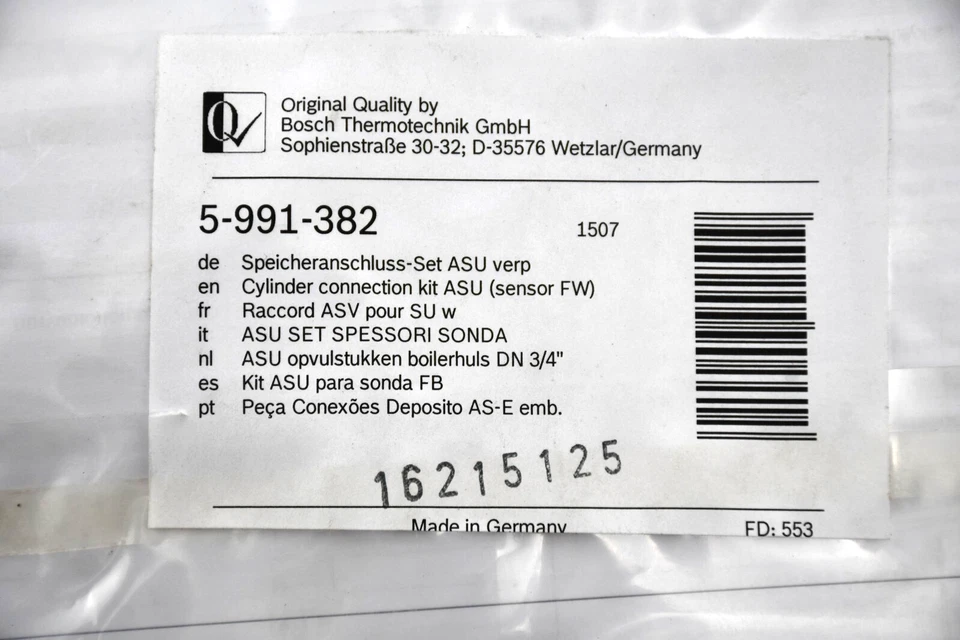 Original Quality by
Bosch Thermotechnik GmbH
Sophienstraße 30-32; D-35576 Wetzlar/Germany
5-991-382
1507
de Speicheranschluss-Set ASU verp
en Cylinder connection kit ASU (sensor FW)
fr Raccord ASV pour SU w
it ASU SET SPESSORI SONDA
nl ASU opvulstukken boilerhuls DN 3/4"
es Kit ASU para sonda FB
pt Peça Conexões Deposito AS-E emb.
16215125
Made in Germany
FD: 553